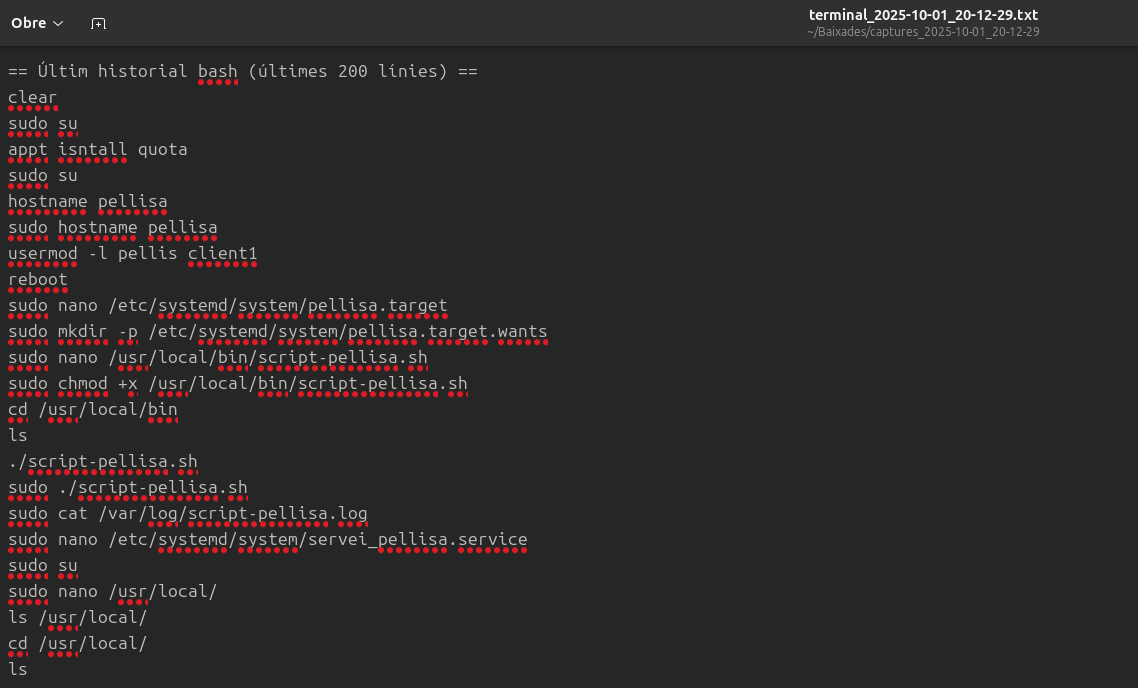 Obre
terminal_2025-10-01_20-12-29.txt
~/Baixades/captures_2025-10-01_20-12-29
== Últim historial bash (últimes 200 línies) ==
clear
sudo su
appt isntall quota
sudo su
hostname pellisa
sudo hostname pellisa
usermod -l pellis client1
reboot
sudo nano /etc/systemd/system/pellisa.target
sudo mkdir -p /etc/systemd/system/pellisa.target.wants
sudo nano /usr/local/bin/script-pellisa.sh
sudo chmod +x /usr/local/bin/script-pellisa.sh
cd /usr/local/bin
ls
./script-pellisa.sh
sudo ./script-pellisa.sh
sudo cat /var/log/script-pellisa.log
sudo nano /etc/systemd/system/servei_pellisa.service
sudo su
sudo nano /usr/local/
ls /usr/local/
cd /usr/local/
ls